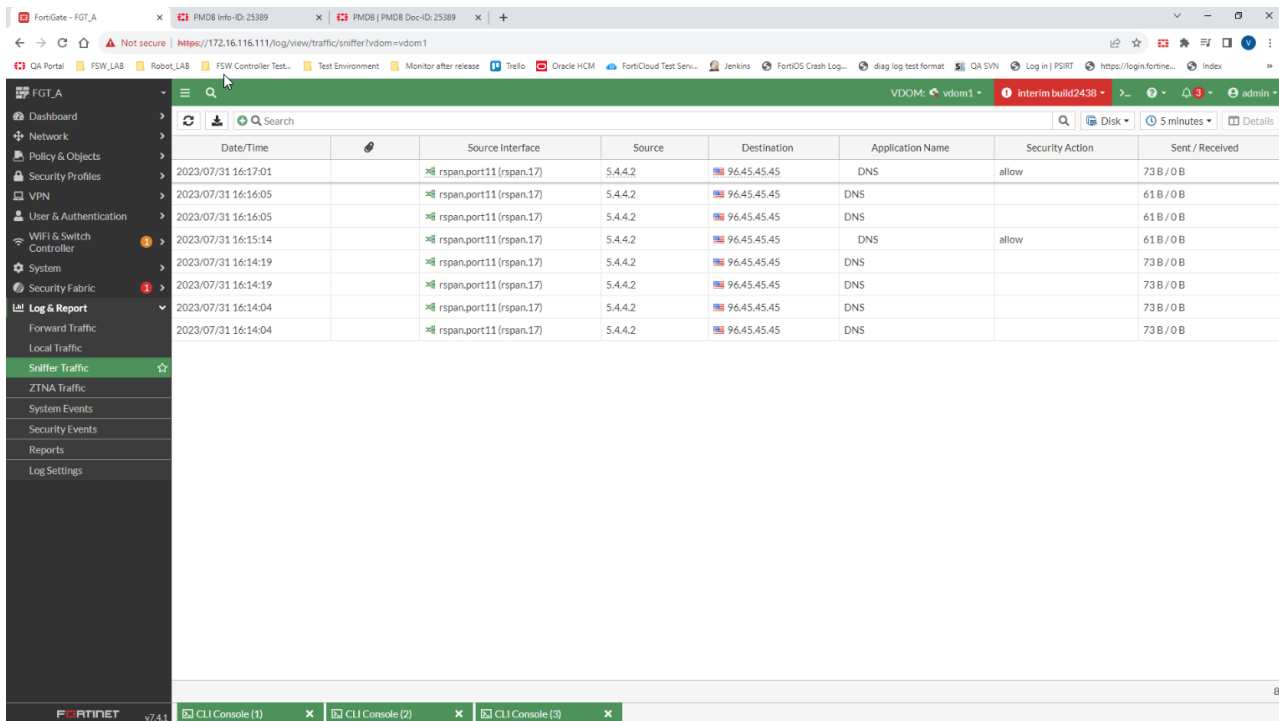 FortiGate - FGT_A
PMDB Info-ID: 25389
PMDB | PMDB Doc-ID: 25389
Not secure | https://172.16.116.111/log/view/traffic/sniffer?vdom=vdom1
QA Portal FSW_LAB Robot_LAB FSW Controller Test... Test Environment Monitor after release Trello Oracle HCM FortiCloud Test Serv... Jenkins FortiOS Crash Log... diag log test format QA SVN Log in | PSIRT https://login.fortine... Index »
FGT_A
VDOM: vdom1 interim build2438 >_ 3 admin
Dashboard
Network
Policy & Objects
Security Profiles
VPN
User & Authentication
WiFi & Switch Controller 1
System
Security Fabric 1
Log & Report
Forward Traffic
Local Traffic
Sniffer Traffic
ZTNA Traffic
System Events
Security Events
Reports
Log Settings
Search Disk 5 minutes Details
Date/Time Source Interface Source Destination Application Name Security Action Sent / Received
2023/07/31 16:17:01 rspan.port11 (rspan.17) 5.4.4.2 96.45.45.45 DNS allow 73 B / 0 B
2023/07/31 16:16:05 rspan.port11 (rspan.17) 5.4.4.2 96.45.45.45 DNS 61 B / 0 B
2023/07/31 16:16:05 rspan.port11 (rspan.17) 5.4.4.2 96.45.45.45 DNS 61 B / 0 B
2023/07/31 16:15:14 rspan.port11 (rspan.17) 5.4.4.2 96.45.45.45 DNS allow 61 B / 0 B
2023/07/31 16:14:19 rspan.port11 (rspan.17) 5.4.4.2 96.45.45.45 DNS 73 B / 0 B
2023/07/31 16:14:19 rspan.port11 (rspan.17) 5.4.4.2 96.45.45.45 DNS 73 B / 0 B
2023/07/31 16:14:04 rspan.port11 (rspan.17) 5.4.4.2 96.45.45.45 DNS 73 B / 0 B
2023/07/31 16:14:04 rspan.port11 (rspan.17) 5.4.4.2 96.45.45.45 DNS 73 B / 0 B
8
FORTINET v7.4.1
CLI Console (1) CLI Console (2) CLI Console (3)